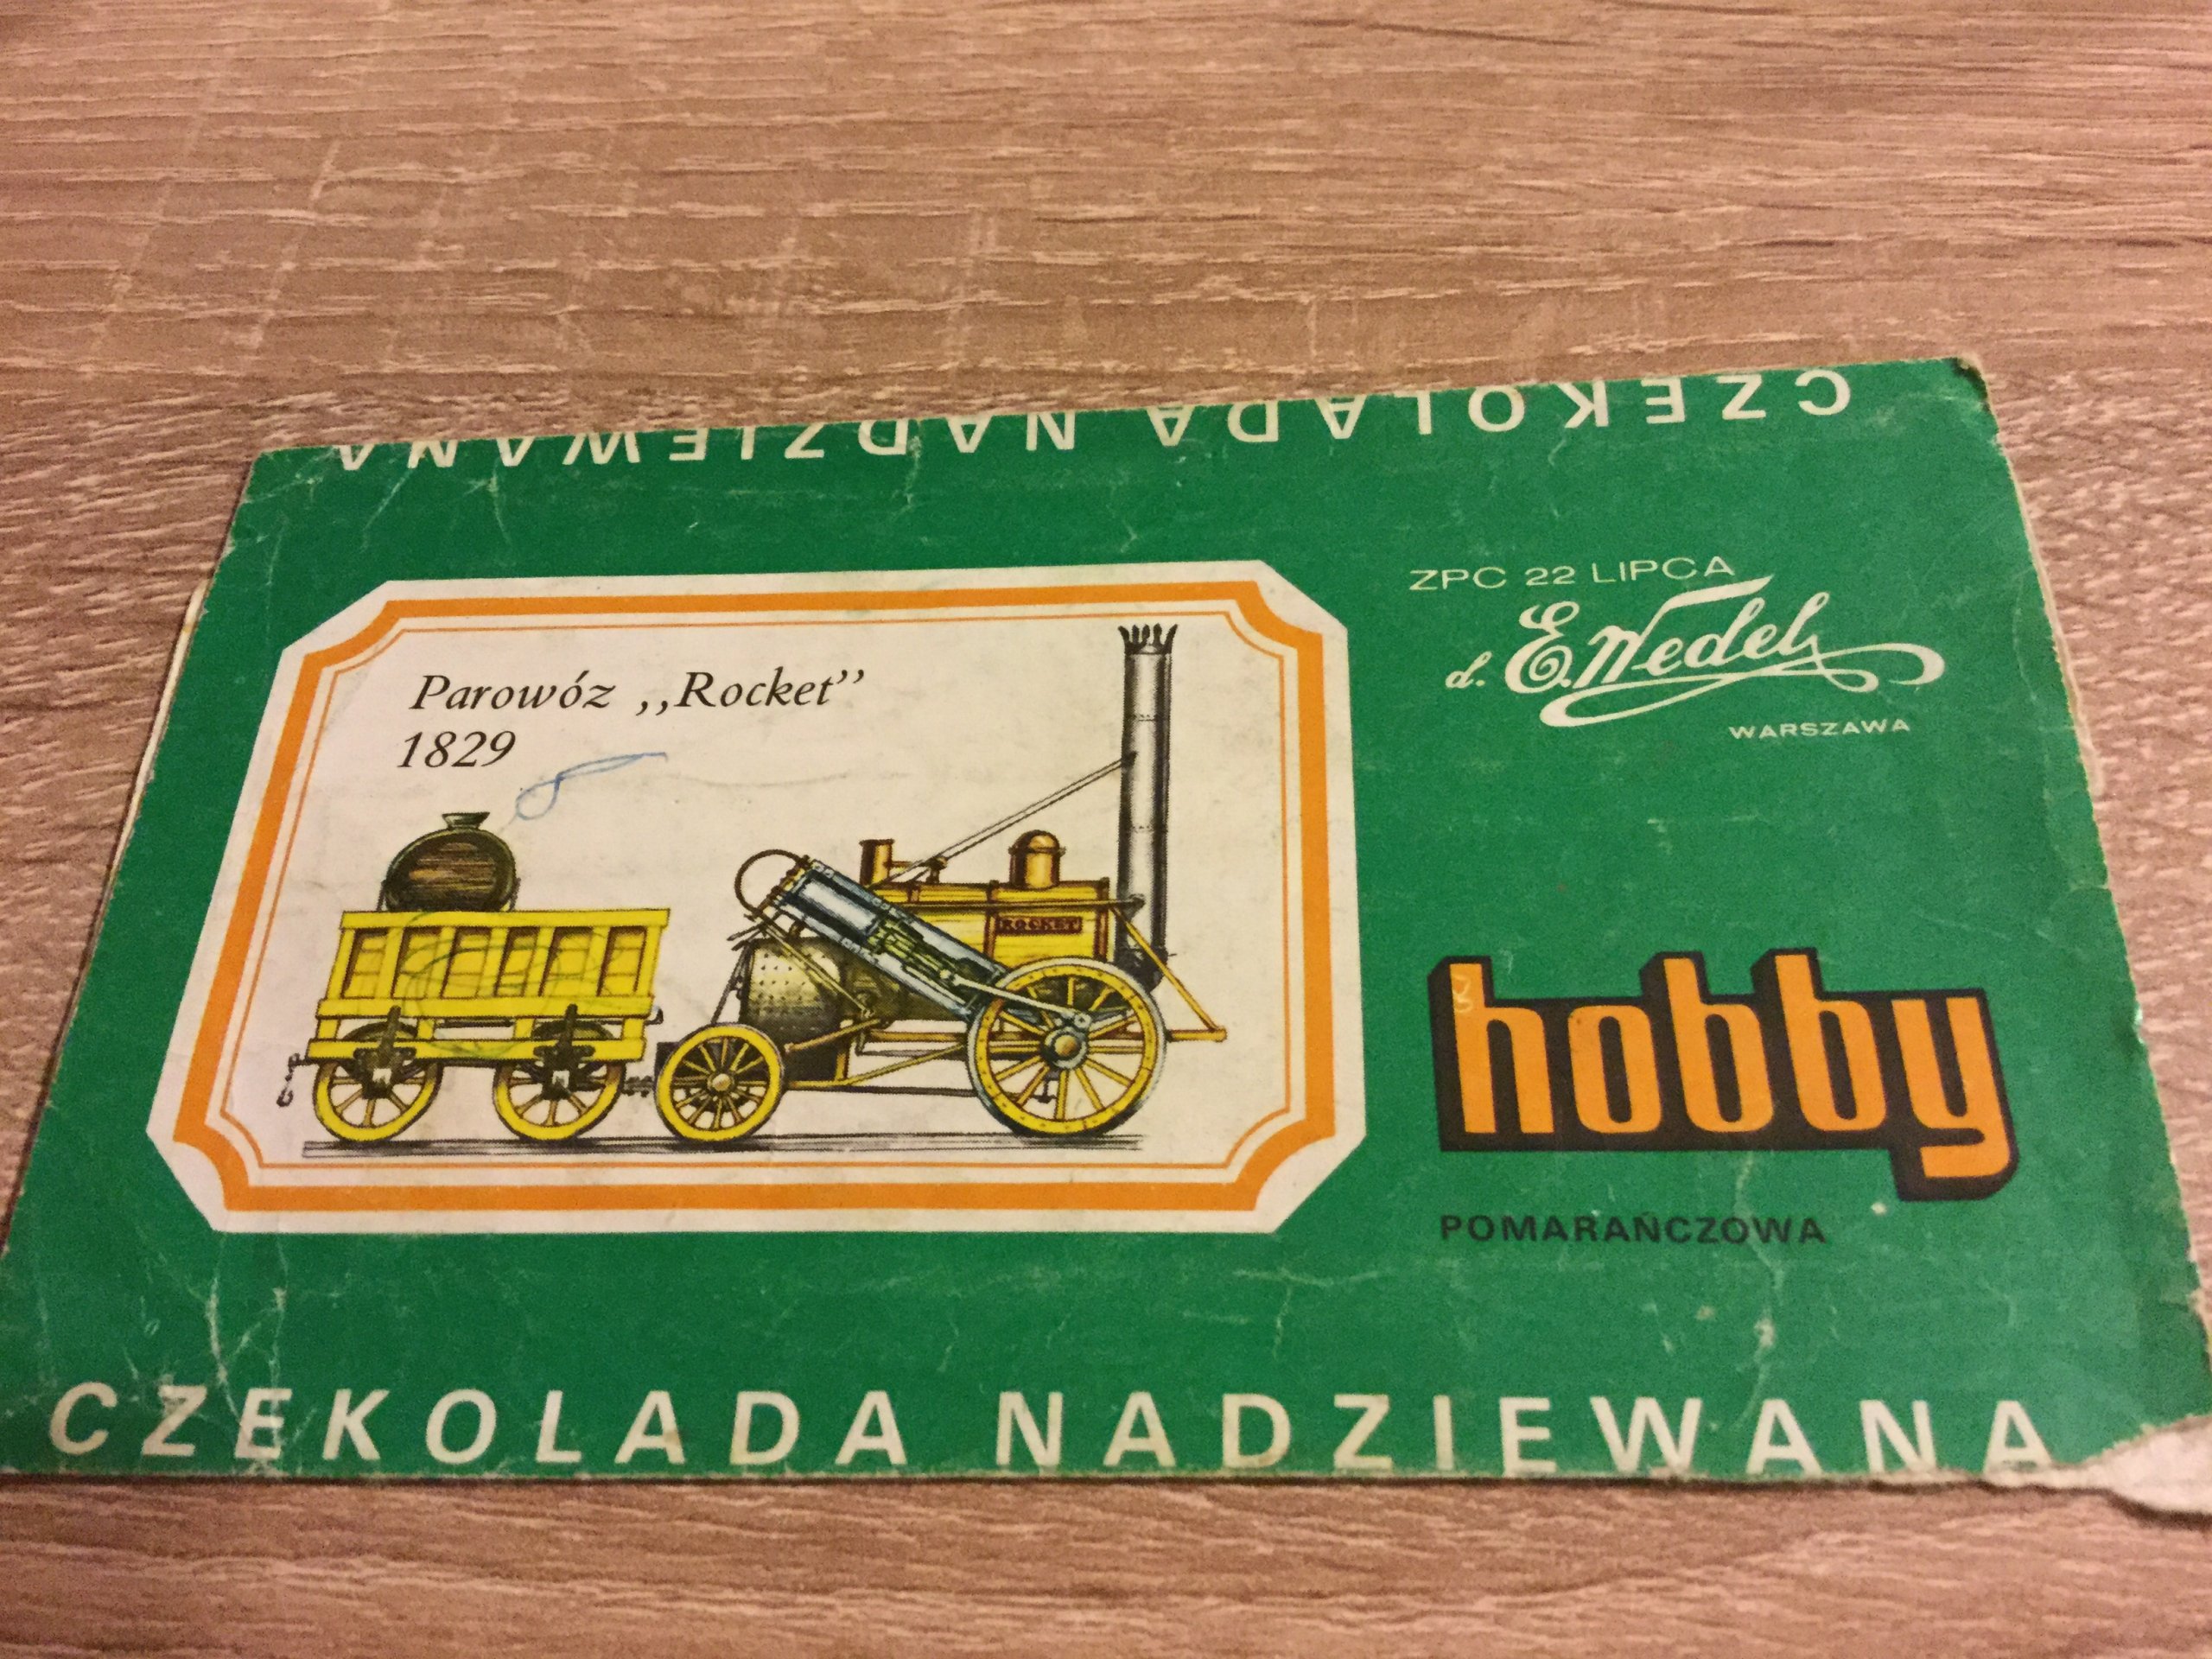 CZEKOLADA NADZIEWANA
ZPC 22 LIPCA
d. E. Wedel
WARSZAWA
Parowóz ,,Rocket’’
1829
ROCKET
hobby
POMARAŃCZOWA
CZEKOLADA NADZIEWANA